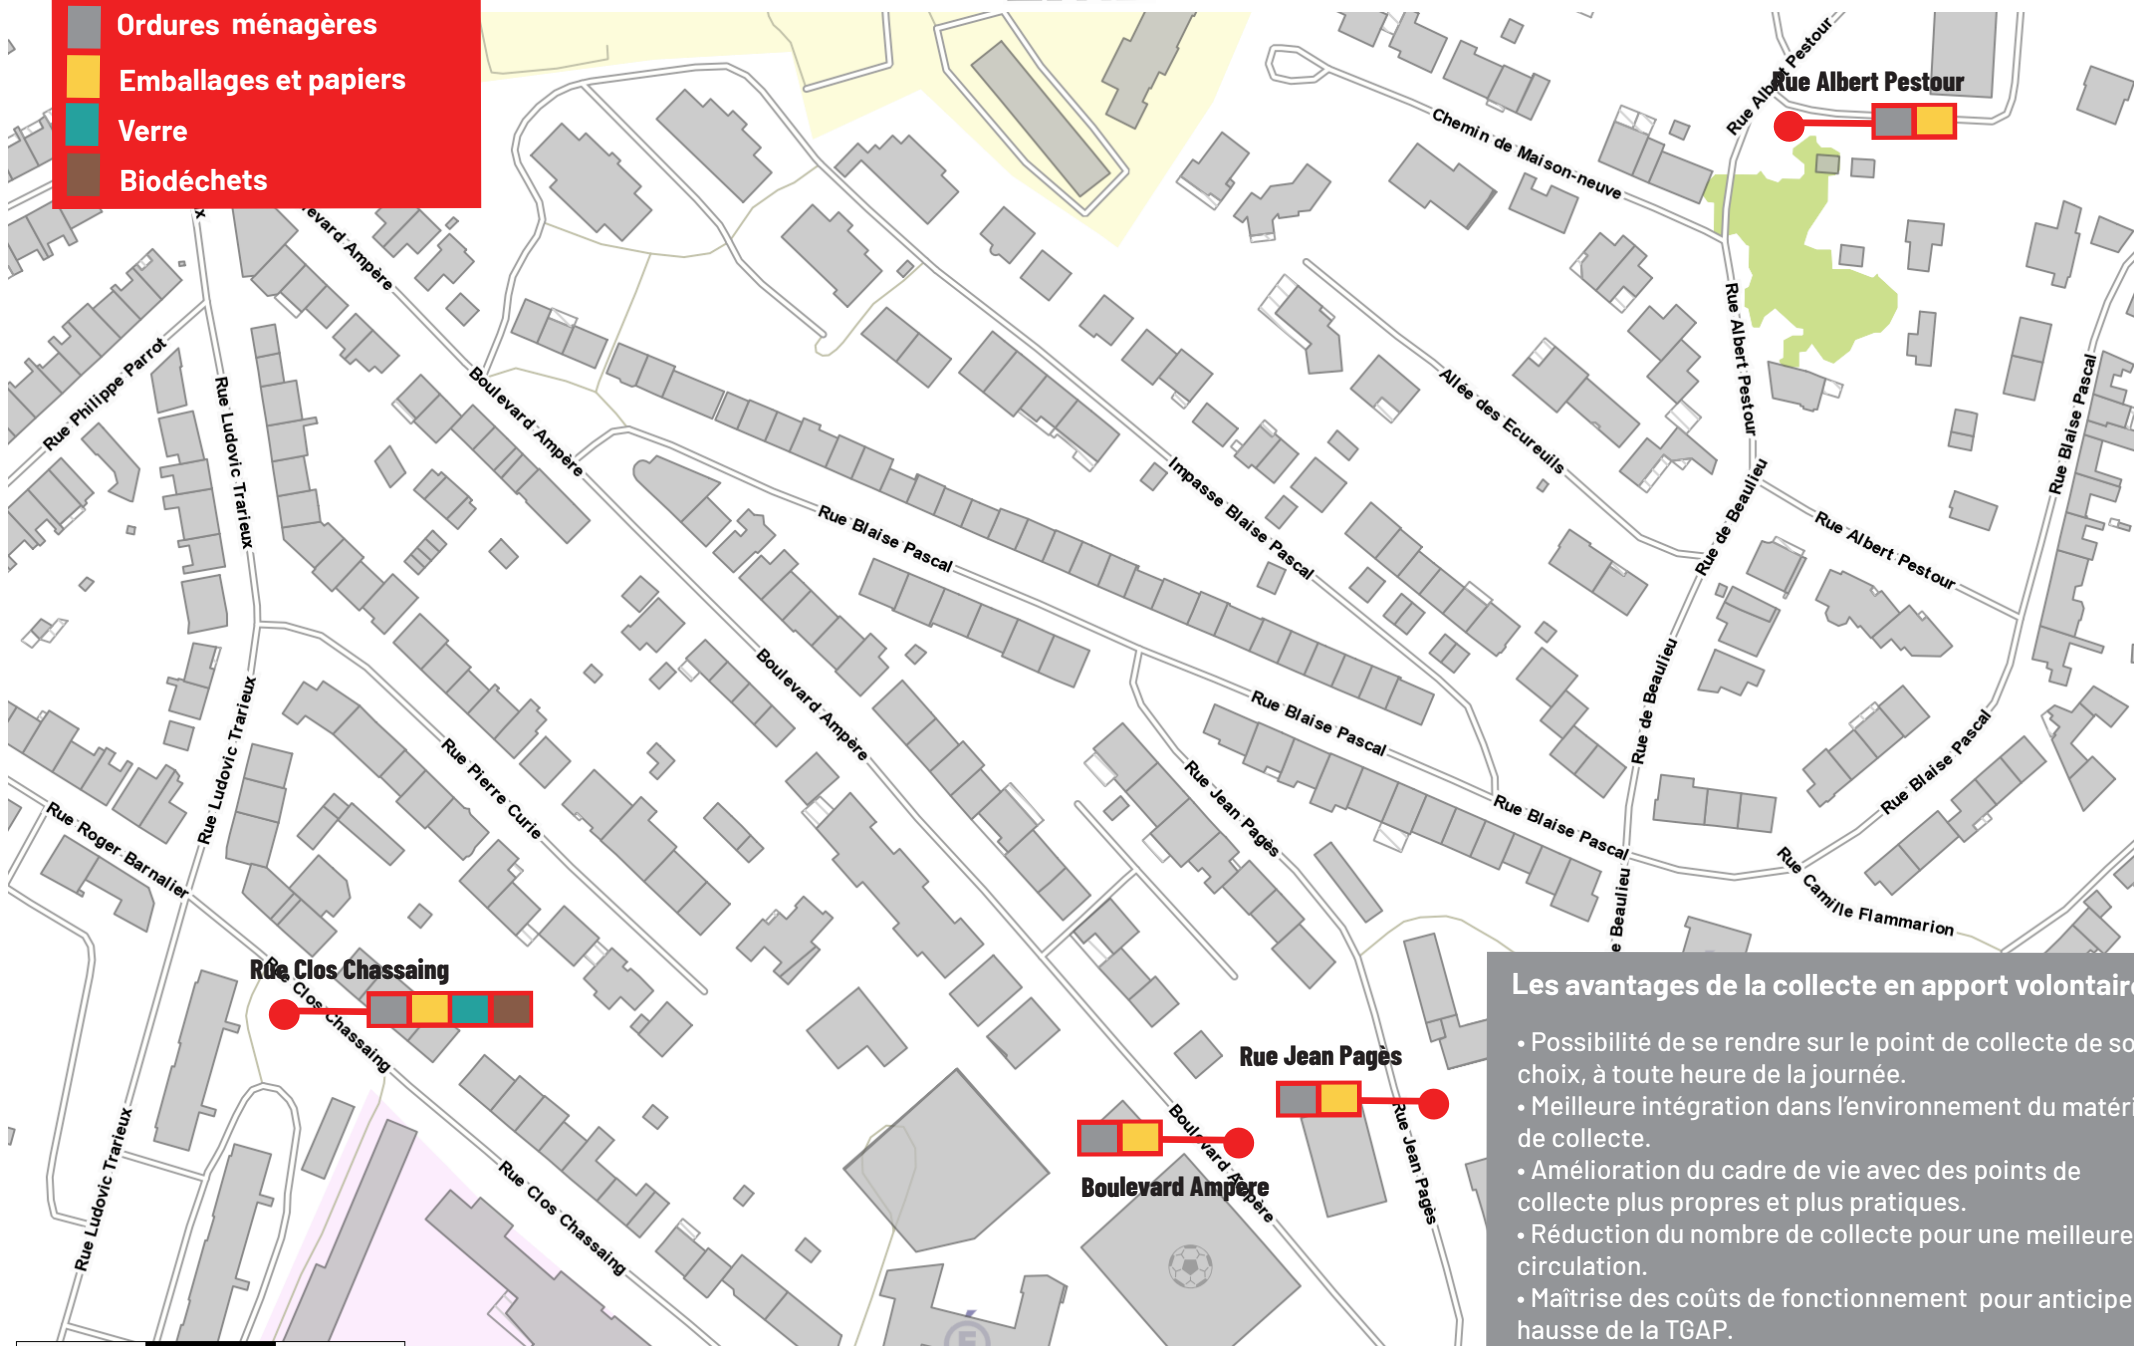 Ordures ménagères
Emballages et papiers
Verre
Biodéchets
Rue Albert Pestour
Rue Albert Pestour
Chemin de Maison-neuve
Rue Albert Pestour
Rue Philippe Parrot
Rue Ludovic Trarieux
Boulevard Ampère
Allée des Ecureuils
Rue Blaise Pascal
Impasse Blaise Pascal
Rue Blaise Pascal
Rue de Beaulieu
Rue Albert Pestour
Rue Ludovic Trarieux
Boulevard Ampère
Rue Blaise Pascal
Rue de Beaulieu
Rue Pierre Curie
Rue Jean Pagès
Rue Blaise Pascal
Rue Blaise Pascal
Rue Roger Barnalier
Rue Camille Flammarion
Beaulieu
Rue Clos Chassaing
Rue Clos Chassaing
Rue Jean Pagès
Boulevard Ampère
Boulevard Ampère
Rue Jean Pagès
Rue Ludovic Trarieux
Rue Clos Chassaing
Ampère
Les avantages de la collecte en apport volontaire
• Possibilité de se rendre sur le point de collecte de so
choix, à toute heure de la journée.
• Meilleure intégration dans l'environnement du matéri
de collecte.
• Amélioration du cadre de vie avec des points de
collecte plus propres et plus pratiques.
• Réduction du nombre de collecte pour une meilleure
circulation.
• Maîtrise des coûts de fonctionnement pour anticipe
hausse de la TGAP.
É